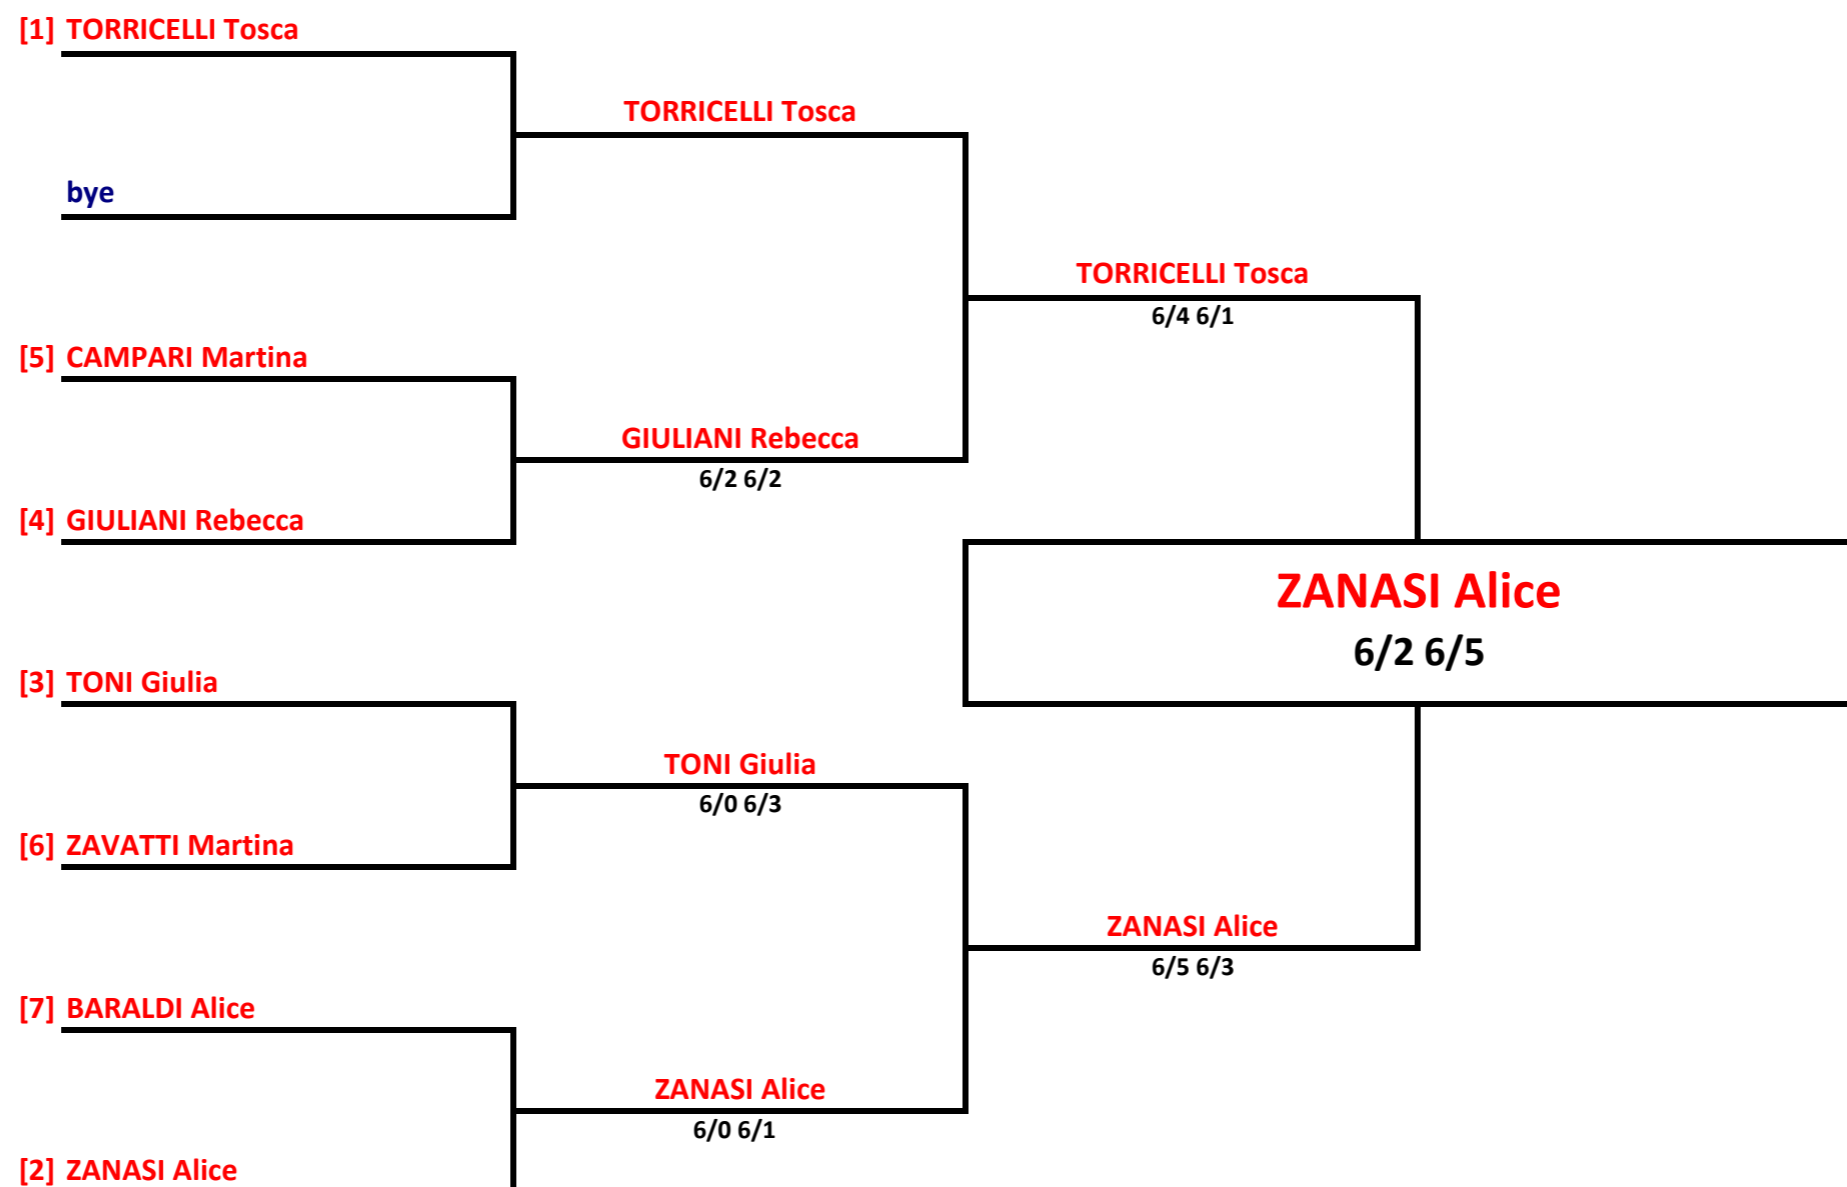 [1] TORRICELLI Tosca
TORRICELLI Tosca
bye
TORRICELLI Tosca
6/4 6/1
[5] CAMPARI Martina
GIULIANI Rebecca
6/2 6/2
[4] GIULIANI Rebecca
ZANASI Alice
6/2 6/5
[3] TONI Giulia
TONI Giulia
6/0 6/3
[6] ZAVATTI Martina
ZANASI Alice
6/5 6/3
[7] BARALDI Alice
ZANASI Alice
6/0 6/1
[2] ZANASI Alice